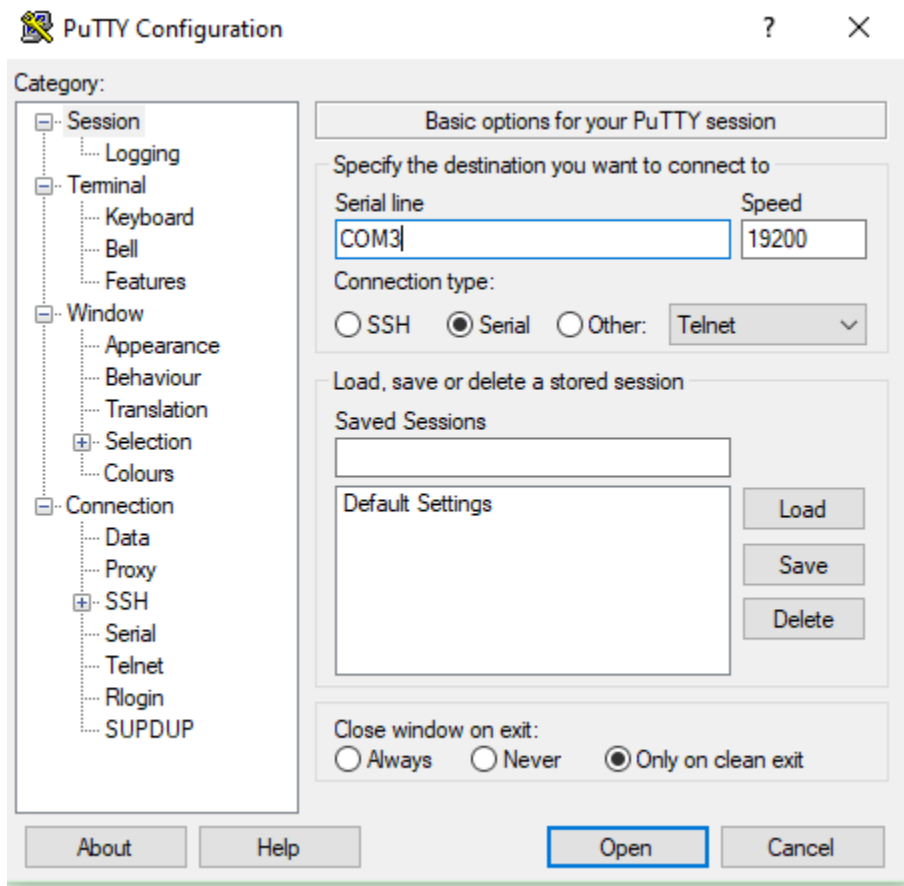 PuTTY Configuration ?
Category:
Session
Logging
Terminal
Keyboard
Bell
Features
Window
Appearance
Behaviour
Translation
Selection
Colours
Connection
Data
Proxy
SSH
Serial
Telnet
Rlogin
SUPDUP
Basic options for your PuTTY session
Specify the destination you want to connect to
Serial line Speed
COM3 19200
Connection type:
SSH Serial Other: Telnet
Load, save or delete a stored session
Saved Sessions
Default Settings
Load
Save
Delete
Close window on exit:
Always Never Only on clean exit
About Help Open Cancel